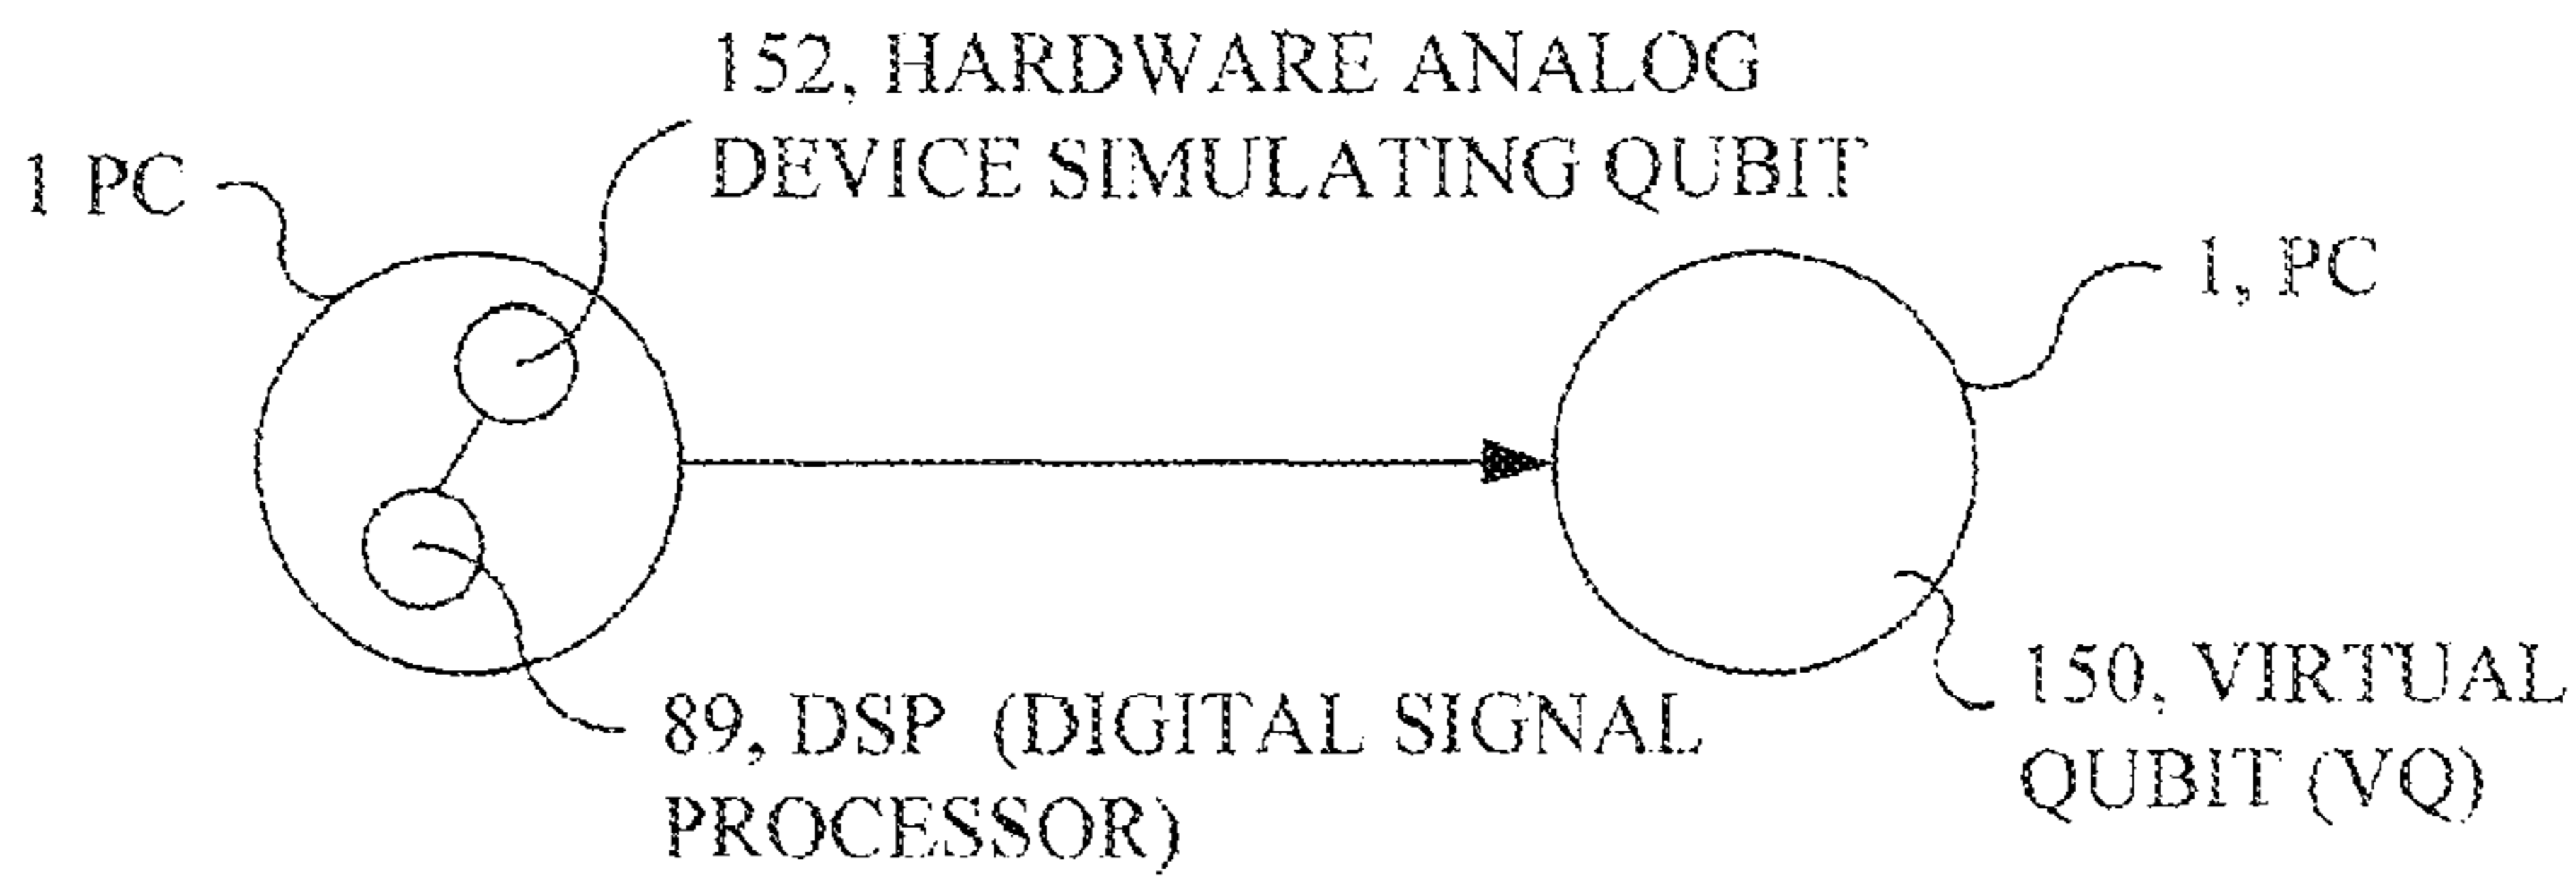 152, HARDWARE ANALOG
DEVICE SIMULATING QUBIT
1 PC
1, PC
89, DSP (DIGITAL SIGNAL
PROCESSOR)
150, VIRTUAL
QUBIT (VQ)